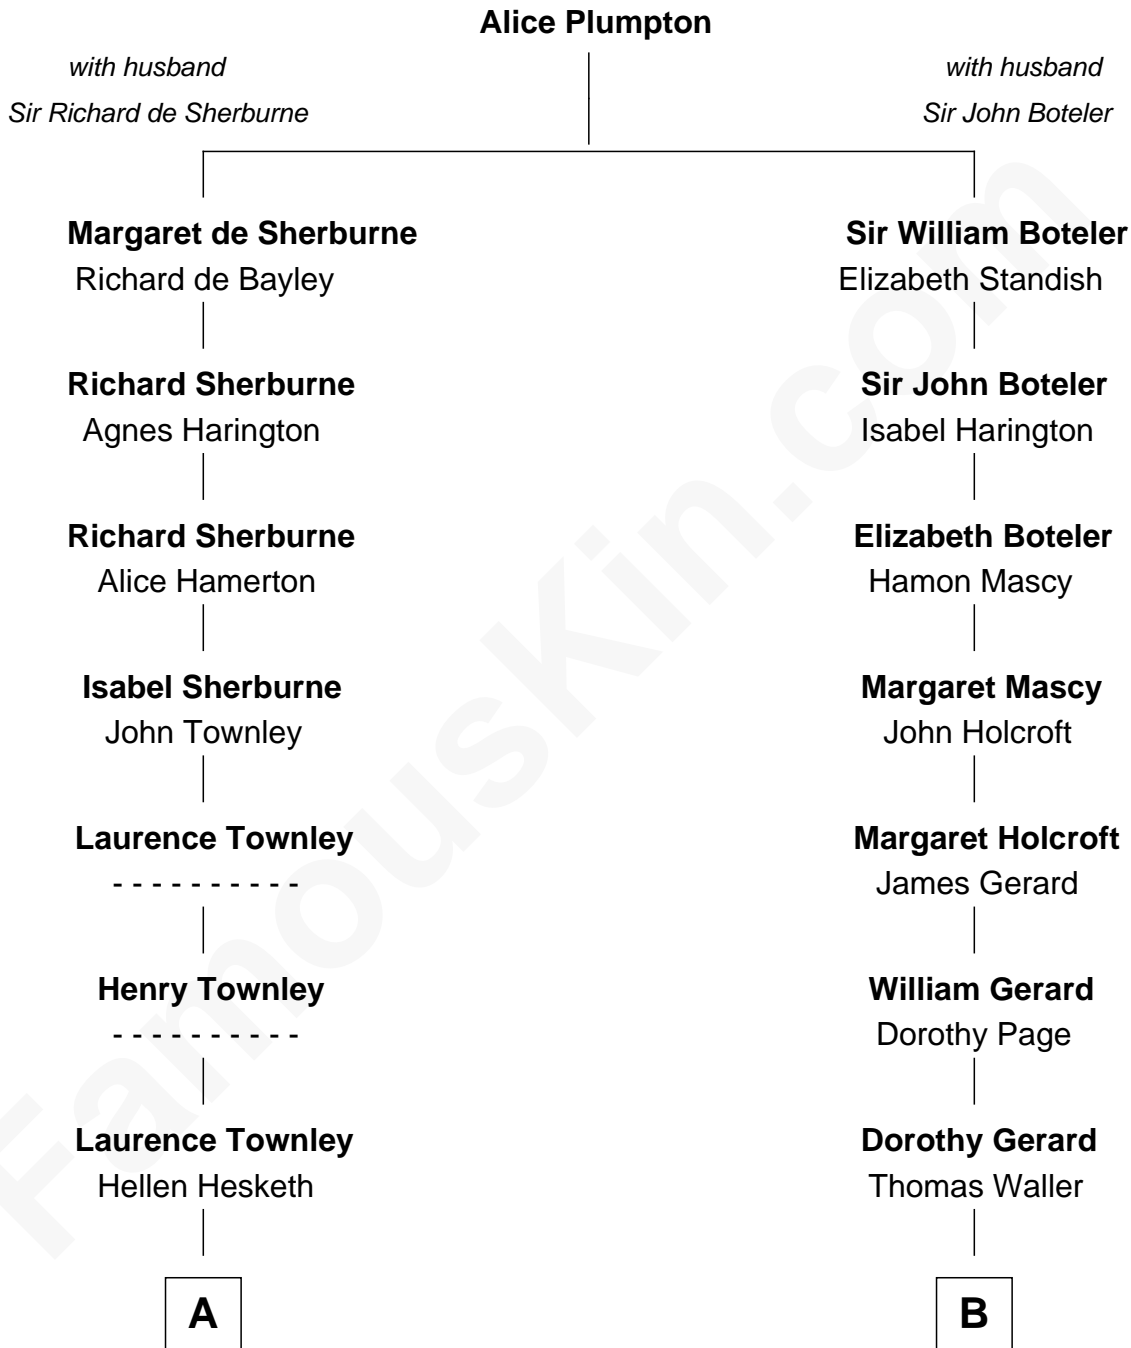 Alice Plumpton
with husband
Sir Richard de Sherburne
with husband
Sir John Boteler
Margaret de Sherburne
Richard de Bayley
Sir William Boteler
Elizabeth Standish
Richard Sherburne
Agnes Harington
Sir John Boteler
Isabel Harington
Richard Sherburne
Alice Hamerton
Elizabeth Boteler
Hamon Mascy
Isabel Sherburne
John Townley
Margaret Mascy
John Holcroft
Laurence Townley
- - - - - - - - - -
Margaret Holcroft
James Gerard
Henry Townley
- - - - - - - - - -
William Gerard
Dorothy Page
Laurence Townley
Hellen Hesketh
Dorothy Gerard
Thomas Waller
A
B
FamousKin.com